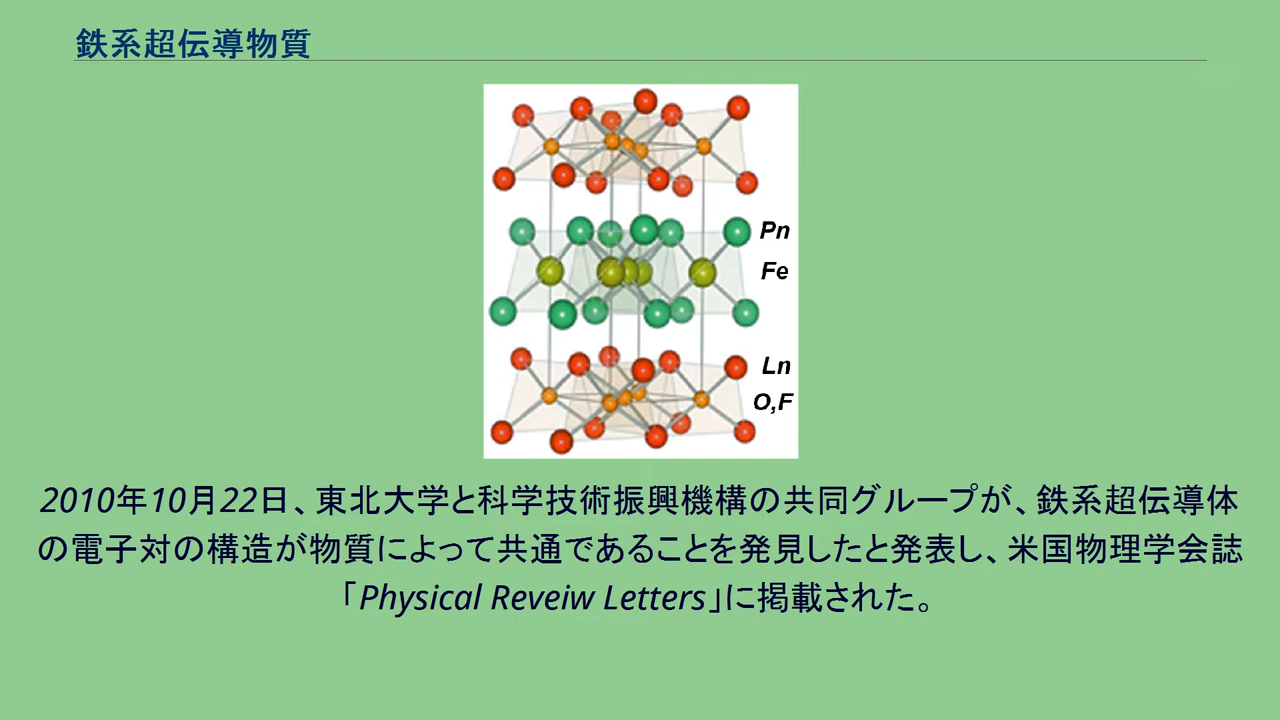 鉄系超伝導物質
Pn
Fe
Ln
O,F
2010年10月22日、東北大学と科学技術振興機構の共同グループが、鉄系超伝導体
の電子対の構造が物質によって共通であることを発見したと発表し、米国物理学会誌
「Physical Reveiw Letters」に掲載された。